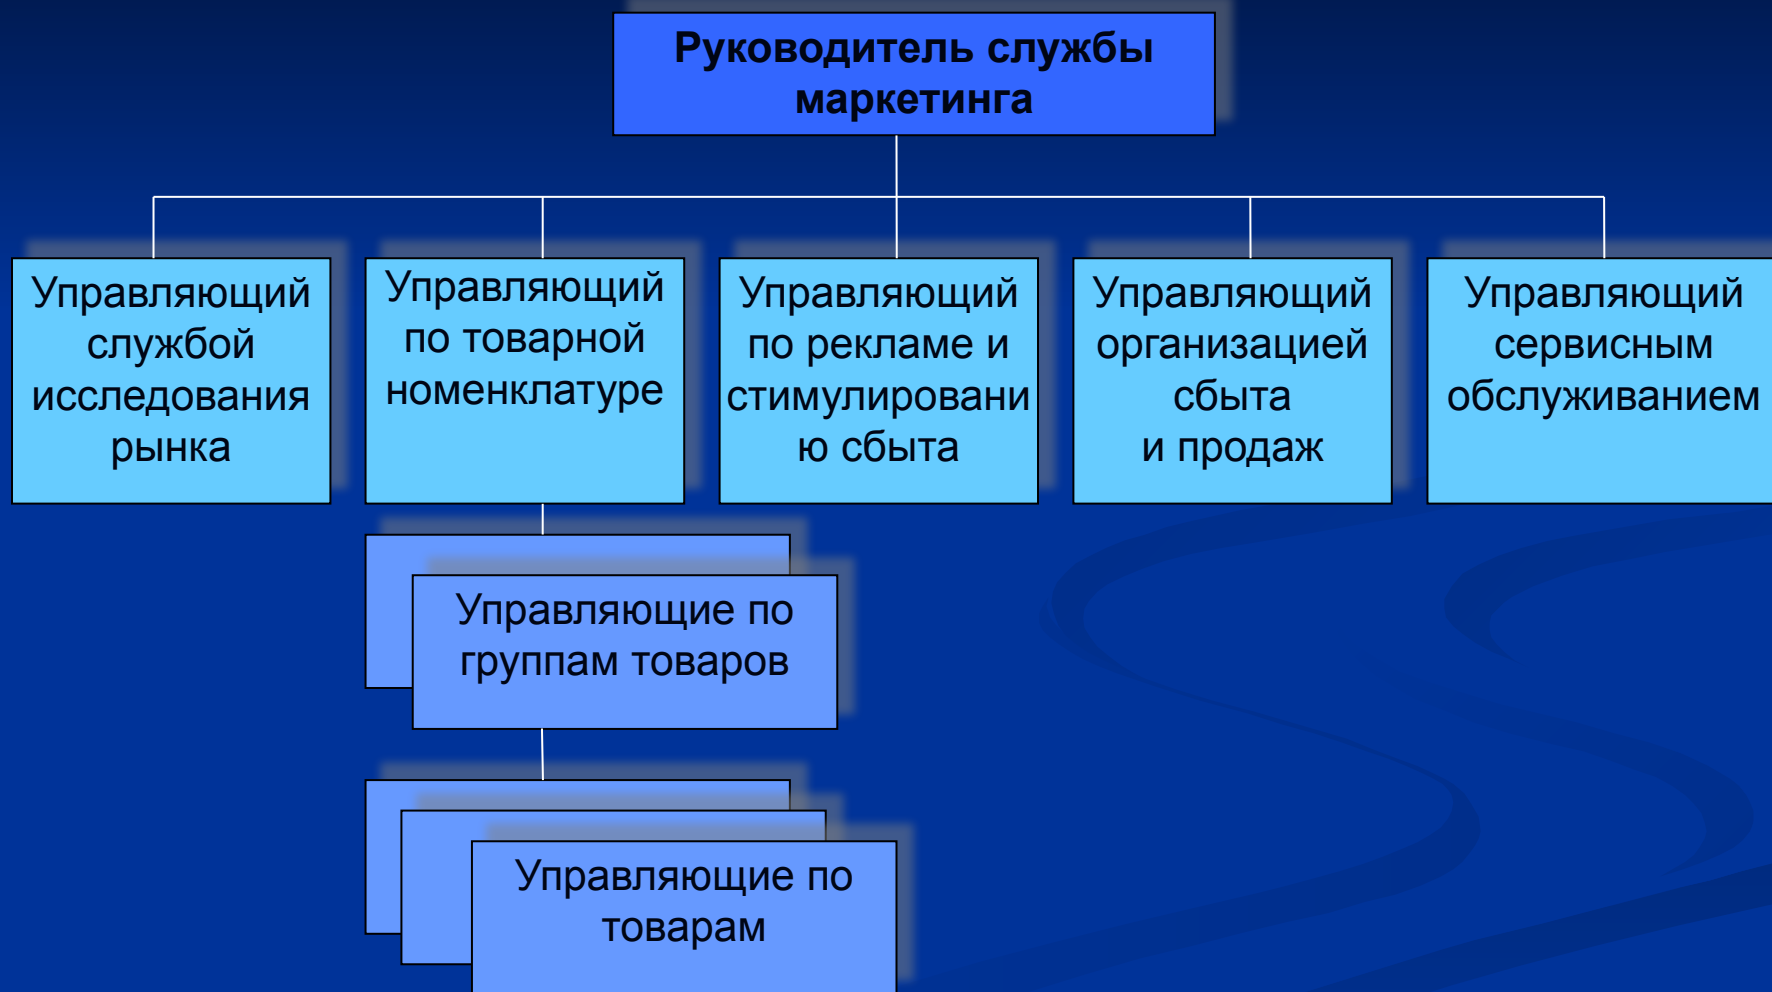 Руководитель службы
маркетинга
Управляющий
службой
исследования
рынка
Управляющий
по товарной
номенклатуре
Управляющий
по рекламе и
стимулировани
ю сбыта
Управляющий
организацией
сбыта
и продаж
Управляющий
сервисным
обслуживанием
Управляющие по
группам товаров
Управляющие по
товарам